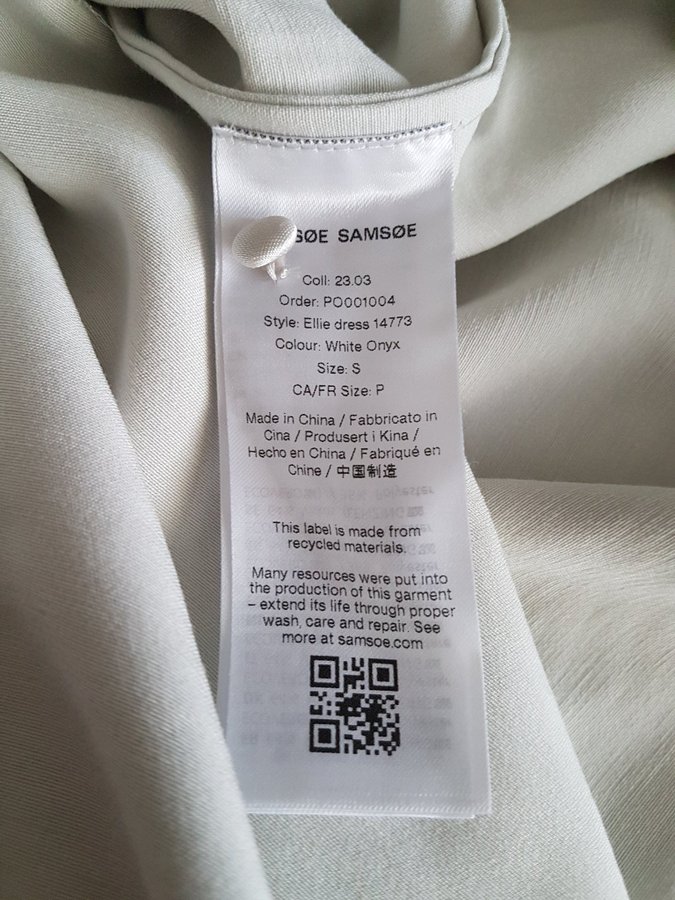 SØE SAMSØE
Coll: 23.03
Order: PO001004
Style: Ellie dress 14773
Colour: White Onyx
Size: S
CA/FR Size: P
Made in China / Fabbricato in
Cina / Produsert i Kina /
Hecho en China / Fabriqué en
Chine / 中国制造
This label is made from
recycled materials.
Many resources were put into
the production of this garment
– extend its life through proper
wash, care and repair. See
more at samsoe.com